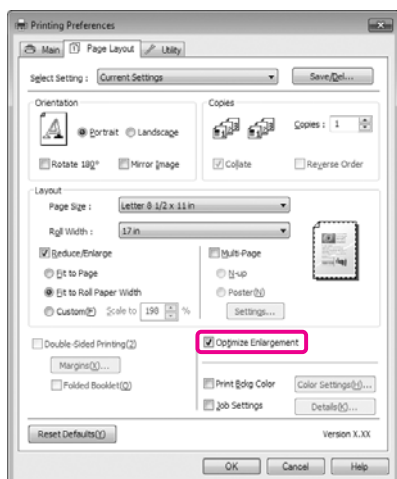 Printing Preferences
Main Page Layout Utility
Select Setting : Current Settings Save/Del...
Orientation
Portrait Landscape
Rotate 180° Mirror Image
Copies
Copies : 1
Collate Reverse Order
Layout
Page Size : Letter 8 1/2 x 11 in
Roll Width : 17 in
Reduce/Enlarge
Fit to Page
Fit to Roll Paper Width
Custom(F) Scale to 198 %
Multi-Page
N-up
Poster(N)
Settings...
Double-Sided Printing(2)
Margins(X)...
Folded Booklet(Q)
Optimize Enlargement
Print Bckg Color Color Settings(H)...
Job Settings Details(K)...
Reset Defaults(Y) Version X.XX
OK Cancel Help